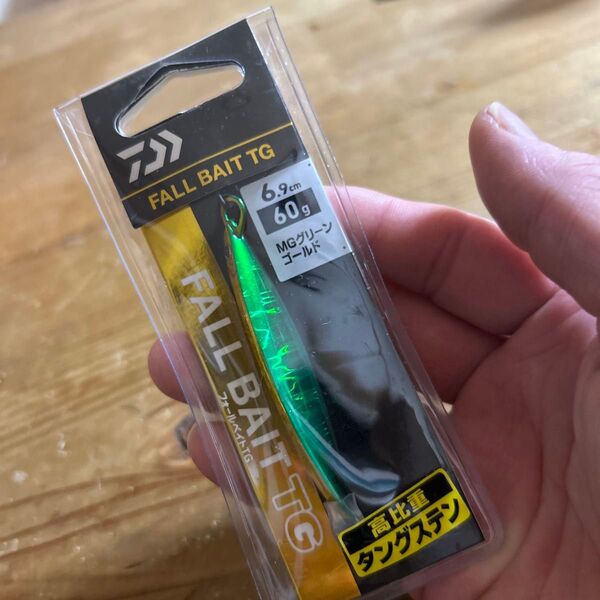 FALL BAIT TG
6.9cm
60g
MGグリーン
ゴールド
FALL BAIT TG
フォールベイトTG
高比重
タングステン